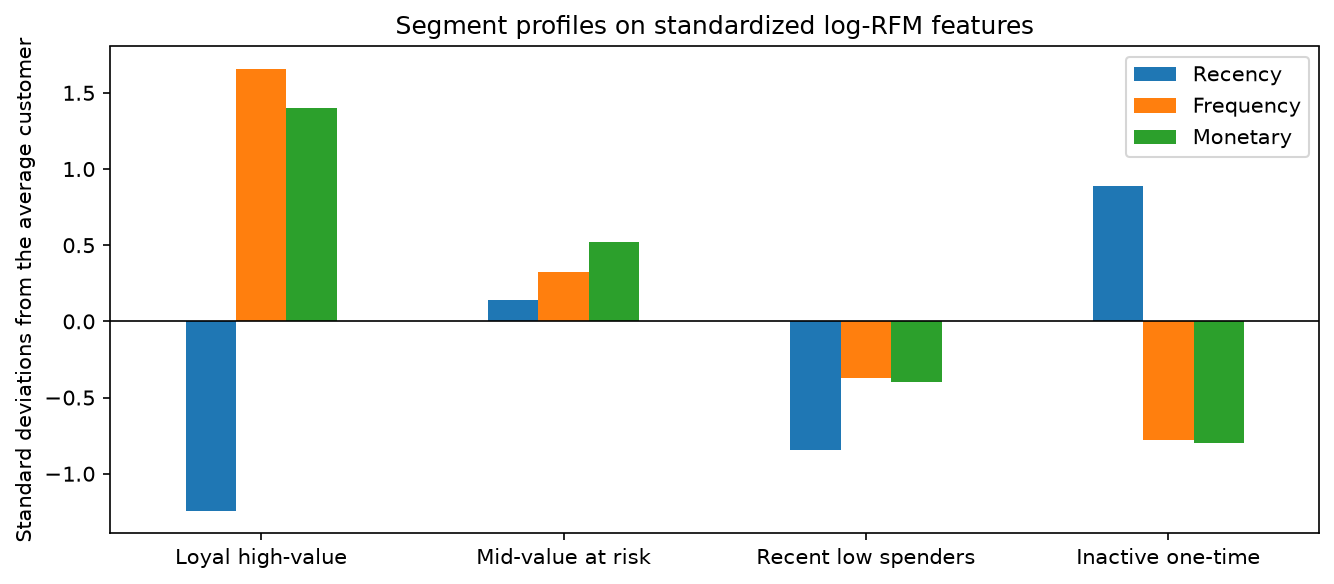 Segment profiles on standardized log-RFM features
Standard deviations from the average customer
1.5
1.0
0.5
0.0
−0.5
−1.0
Recency
Frequency
Monetary
Loyal high-value
Mid-value at risk
Recent low spenders
Inactive one-time